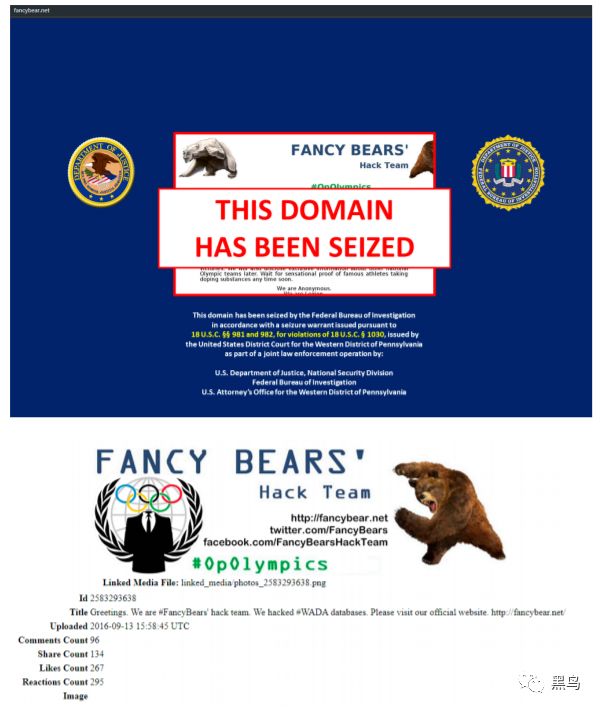 fancybear.net
FANCY BEARS'
Hack Team
#OpOlympics
THIS DOMAIN
HAS BEEN SEIZED
Olympic teams later. Wait for sensational proof of famous athletes taking
doping substances any time soon.
We are Anonymous.
This domain has been seized by the Federal Bureau of Investigation
in accordance with a seizure warrant issued pursuant to
18 U.S.C. §§ 981 and 982, for violations of 18 U.S.C. § 1030, issued by
the United States District Court for the Western District of Pennsylvania
as part of a joint law enforcement operation by:
U.S. Department of Justice, National Security Division
Federal Bureau of Investigation
U.S. Attorney's Office for the Western District of Pennsylvania
FANCY BEARS'
Hack Team
http://fancybear.net
twitter.com/FancyBears
facebook.com/FancyBearsHackTeam
#OpOlympics
Linked Media File: linked_media/photos_2583293638.png
Id 2583293638
Title Greetings. We are #FancyBears' hack team. We hacked #WADA databases. Please visit our official website. http://fancybear.net/
Uploaded 2016-09-13 15:58:45 UTC
Comments Count 96
Share Count 134
Likes Count 267
Reactions Count 295
Image
黑鸟